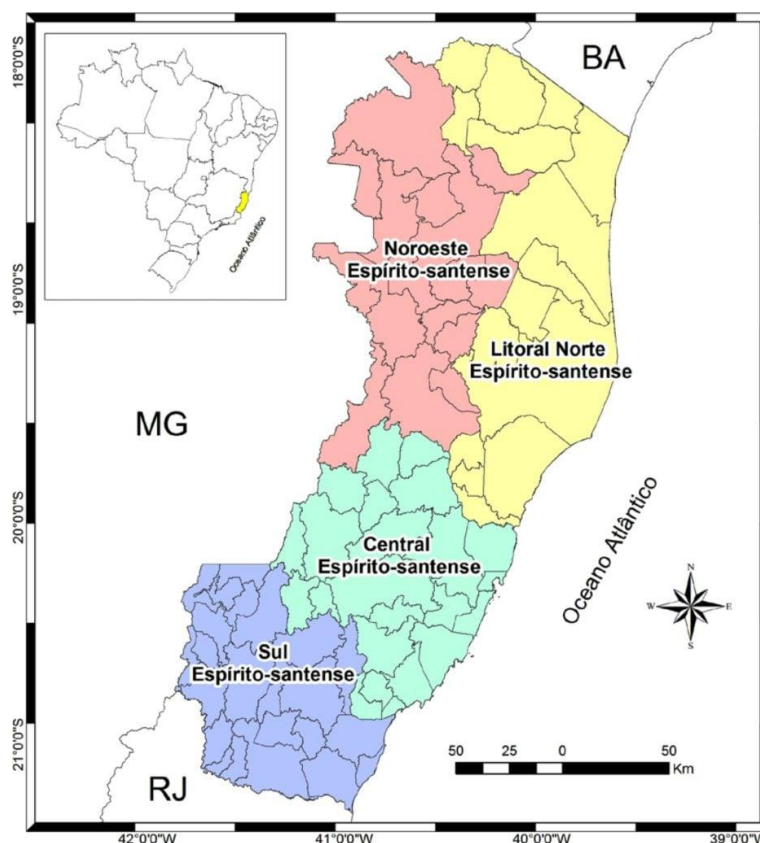 BA
Oceano Atlântico
Noroeste
Espírito-santense
Litoral Norte
Espírito-santense
MG
Central
Espírito-santense
Oceano Atlântico
N
W
E
S
Sul
Espírito-santense
RJ
50 25 0 50
Km
18°0'0"S
19°0'0"S
20°0'0"S
21°0'0"S
42°0'0"W
41°0'0"W
40°0'0"W
39°0'0"W